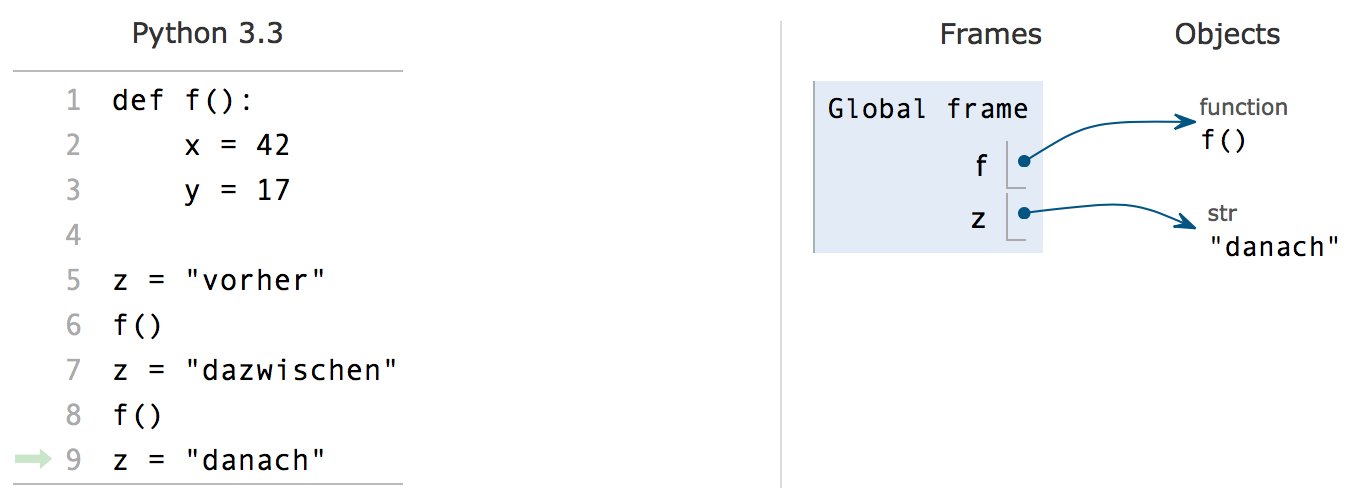 Python 3.3
1 def f():
2     x = 42
3     y = 17
4
5 z = "vorher"
6 f()
7 z = "dazwischen"
8 f()
9 z = "danach"
Frames Objects
Global frame
f
z
function
f()
str
"danach"